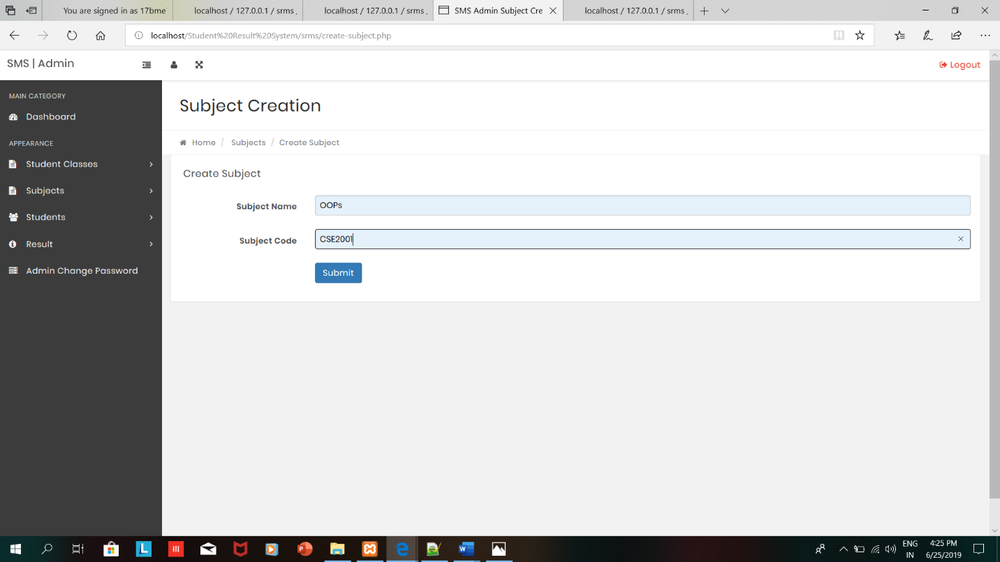 You are signed in as 17bme
localhost / 127.0.0.1 / srms
localhost / 127.0.0.1 / srms
SMS Admin Subject Cre
localhost / 127.0.0.1 / srms
localhost/Student%20Result%20System/srms/create-subject.php
SMS | Admin
Logout
MAIN CATEGORY
Dashboard
APPEARANCE
Student Classes
Subjects
Students
Result
Admin Change Password
Subject Creation
Home / Subjects / Create Subject
Create Subject
Subject Name OOPs
Subject Code CSE2001
Submit
ENG
IN
4:25 PM
6/25/2019